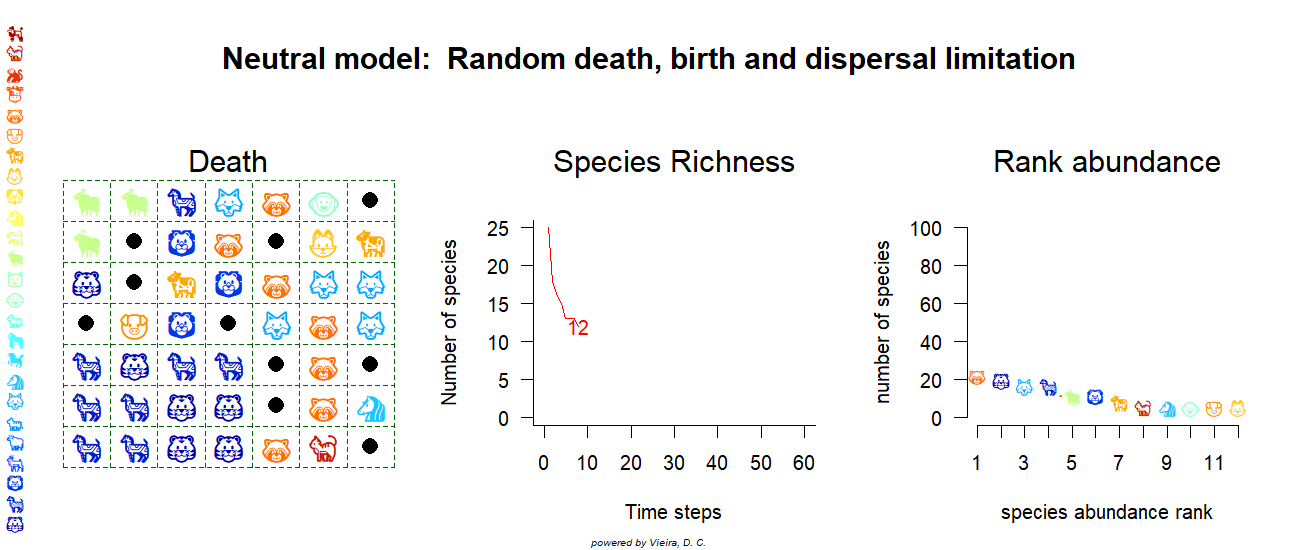 Neutral model:  Random death, birth and dispersal limitation
Death
Species Richness
Rank abundance
Number of species
25
20
15
10
5
0
12
0 10 20 30 40 50 60
Time steps
number of species
100
80
60
40
20
0
1 3 5 7 9 11
species abundance rank
powered by Vieira, D. C.